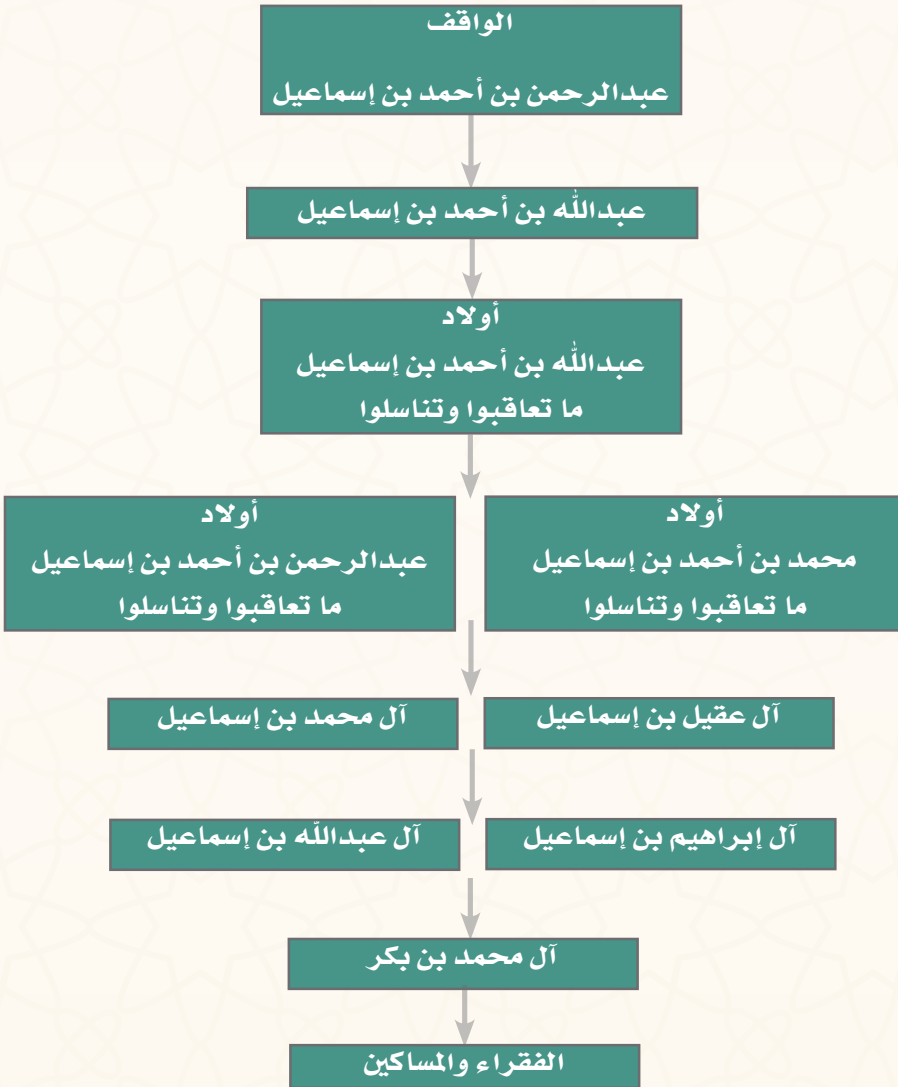 الواقف
عبدالرحمن بن أحمد بن إسماعيل
عبدالله بن أحمد بن إسماعيل
أولاد
عبدالله بن أحمد بن إسماعيل
ما تعاقبوا وتناسلوا
أولاد
محمد بن أحمد بن إسماعيل
ما تعاقبوا وتناسلوا
أولاد
عبدالرحمن بن أحمد بن إسماعيل
ما تعاقبوا وتناسلوا
آل عقيل بن إسماعيل
آل محمد بن إسماعيل
آل إبراهيم بن إسماعيل
آل عبدالله بن إسماعيل
آل محمد بن بكر
الفقراء والمساكين